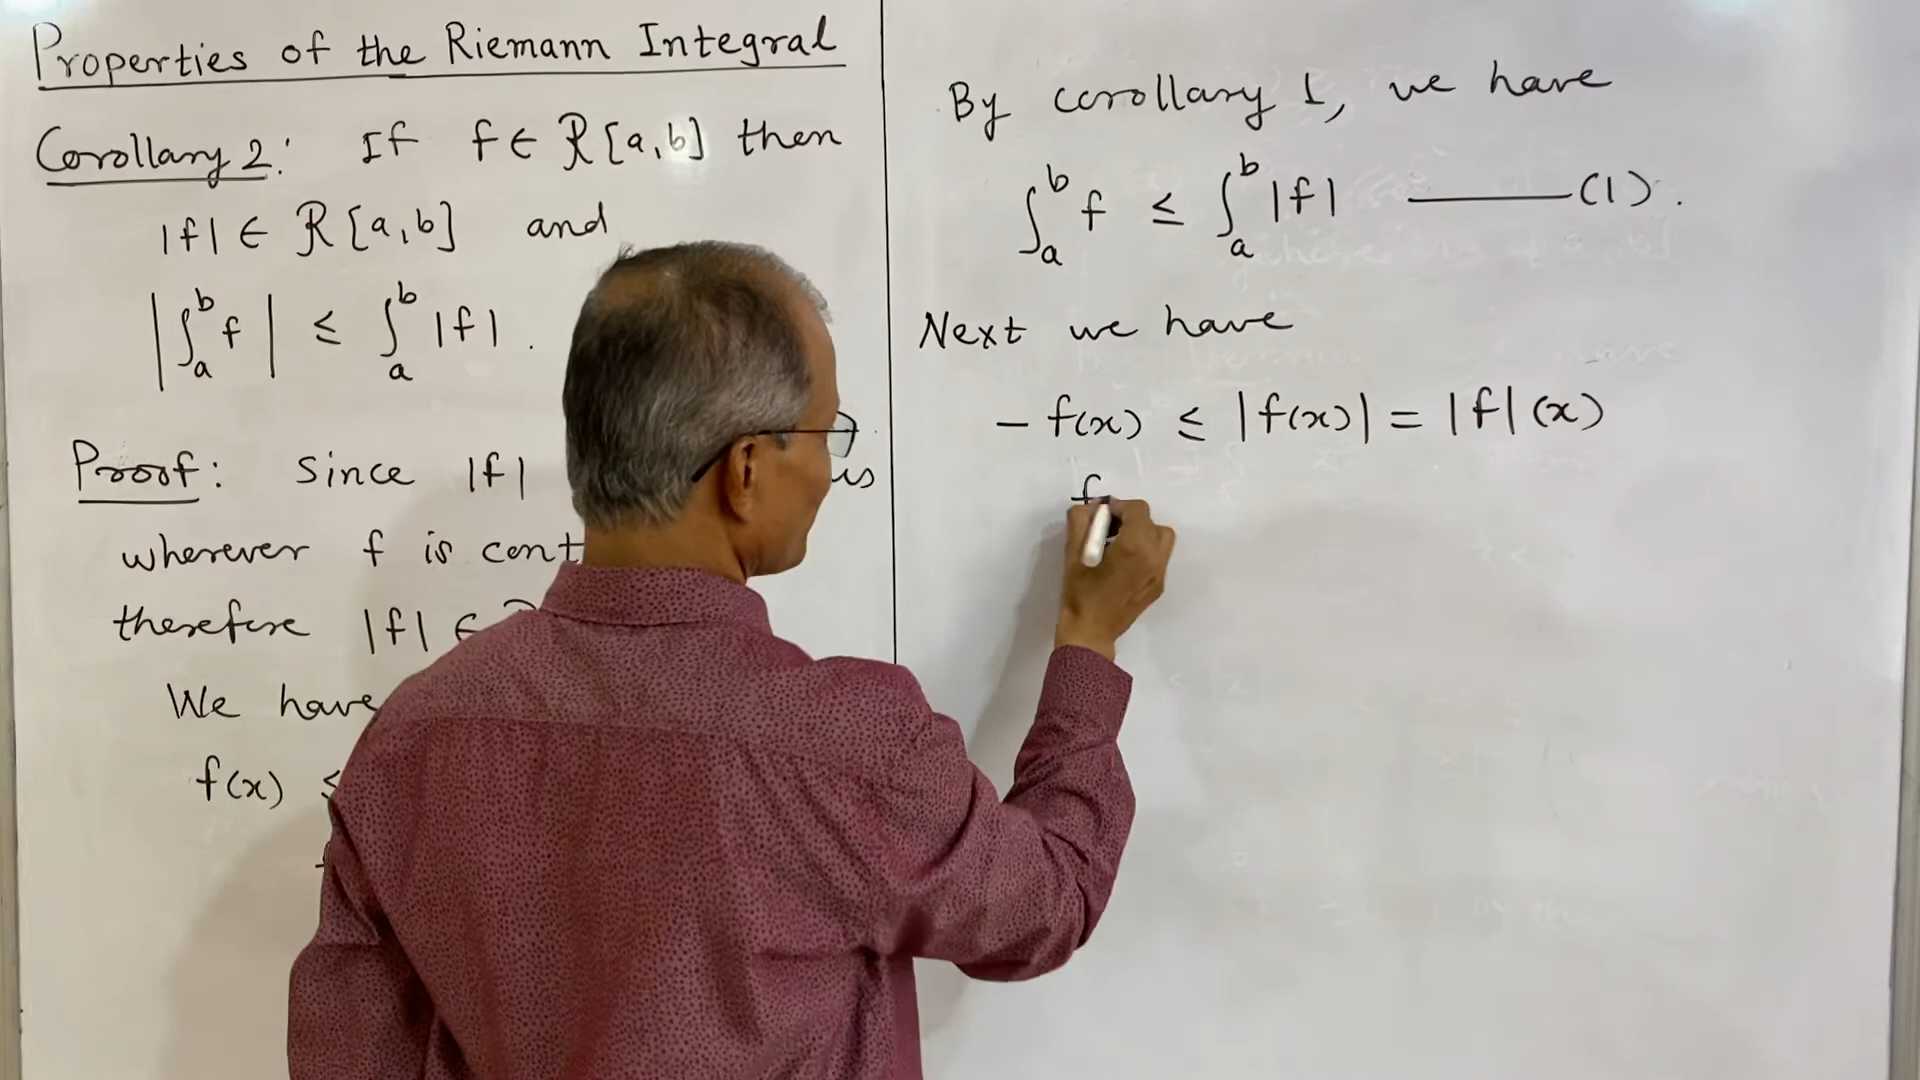 Properties of the Riemann Integral
Corollary 2: If f ∈ R[a,b] then
|f| ∈ R[a,b] and
|∫_a^b f| ≤ ∫_a^b |f|.
Proof: Since |f| is
wherever f is cont
therefore |f| ∈
We have
f(x) ≤
By corollary 1, we have
∫_a^b f ≤ ∫_a^b |f| ——— (1).
Next we have
- f(x) ≤ |f(x)| = |f|(x)
f